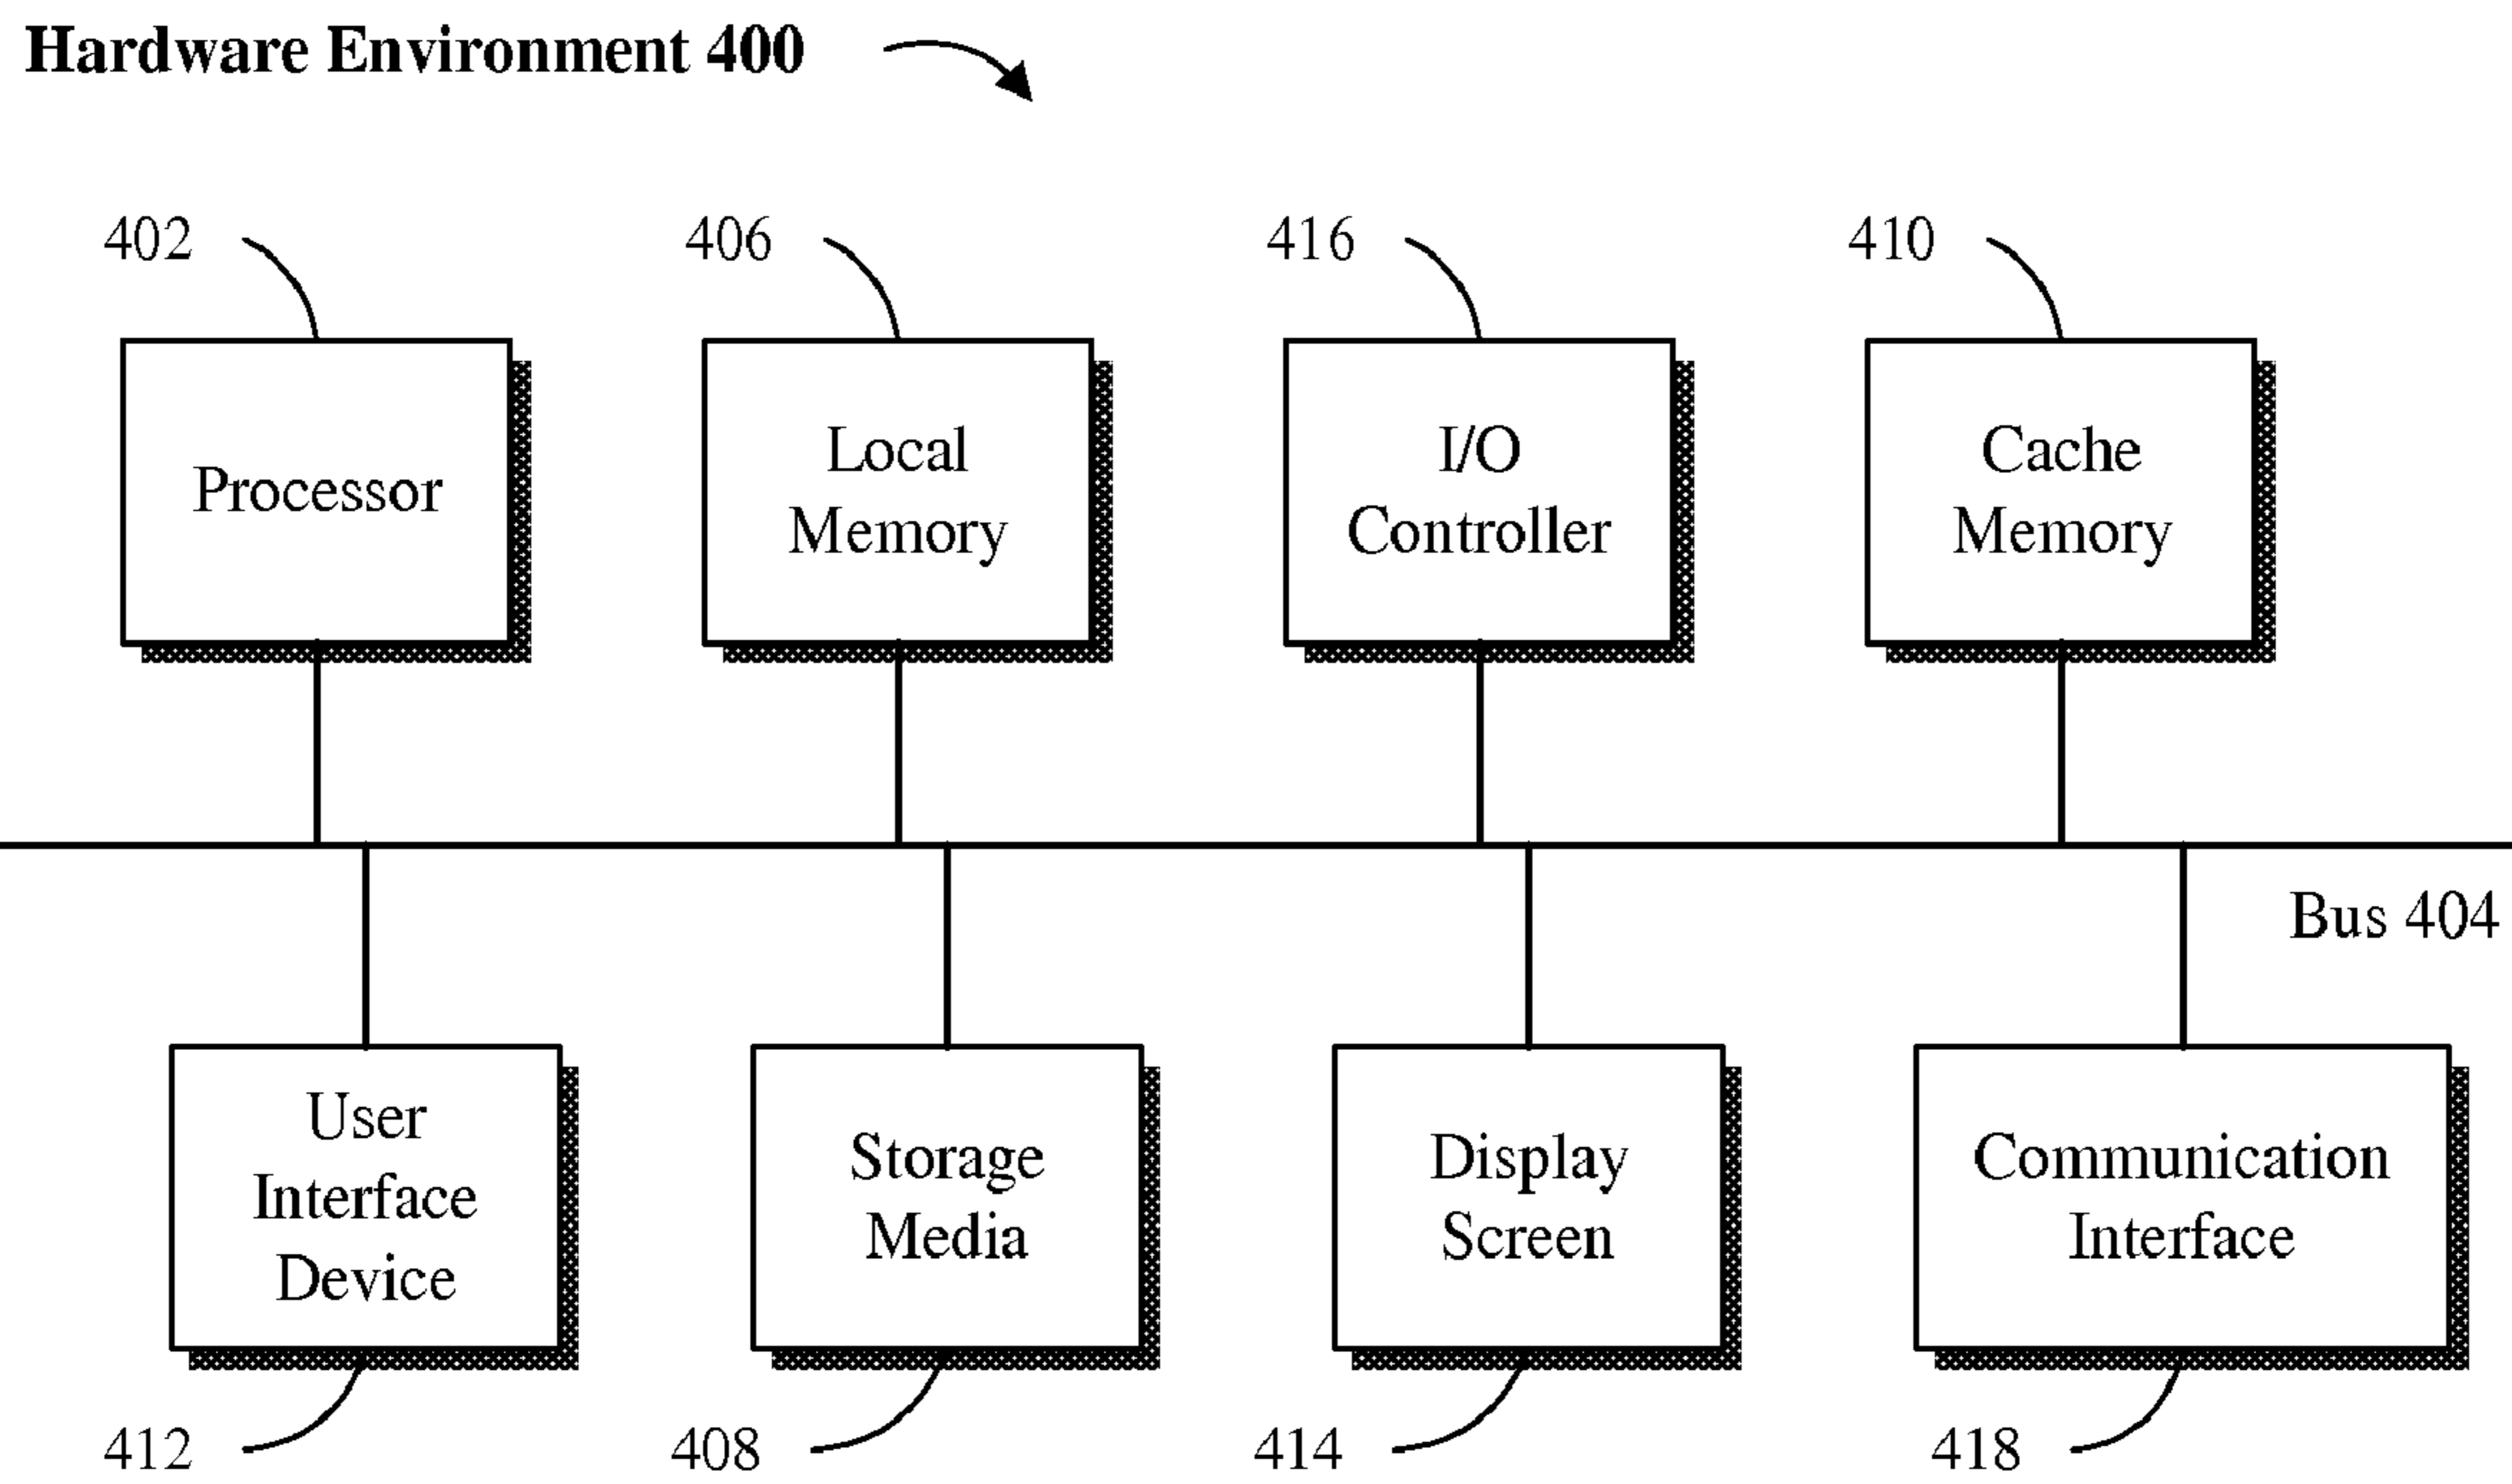 Hardware Environment 400
402
406
416
410
Processor
Local
Memory
I/O
Controller
Cache
Memory
Bus 404
User
Interface
Device
Storage
Media
Display
Screen
Communication
Interface
412
408
414
418